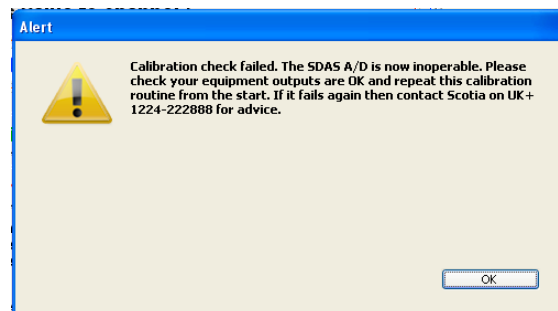 Alert
Calibration check failed. The SDAS A/D is now inoperable. Please
check your equipment outputs are OK and repeat this calibration
routine from the start. If it fails again then contact Scotia on UK+
1224-222888 for advice.
OK